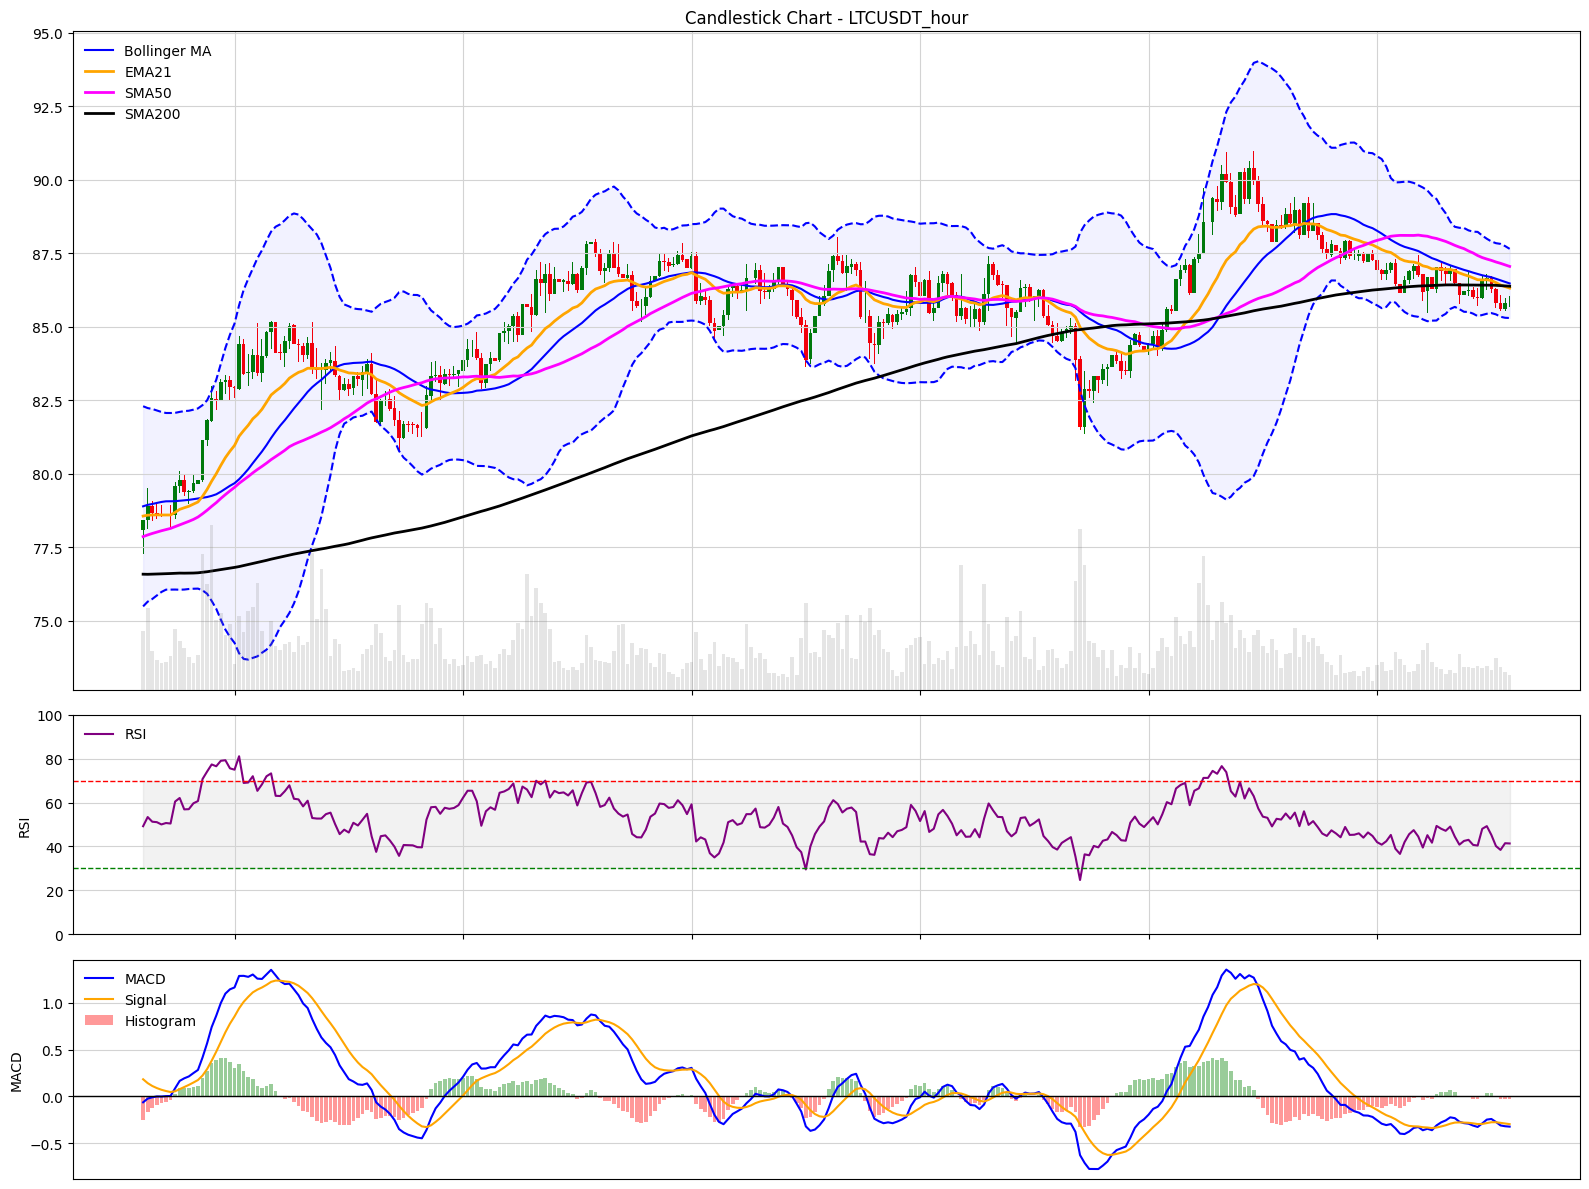 Candlestick Chart - LTCUSDT_hour
95.0
92.5
90.0
87.5
85.0
82.5
80.0
77.5
75.0
Bollinger MA
EMA21
SMA50
SMA200
100
80
60
40
20
0
RSI
RSI
1.0
0.5
0.0
−0.5
MACD
MACD
Signal
Histogram